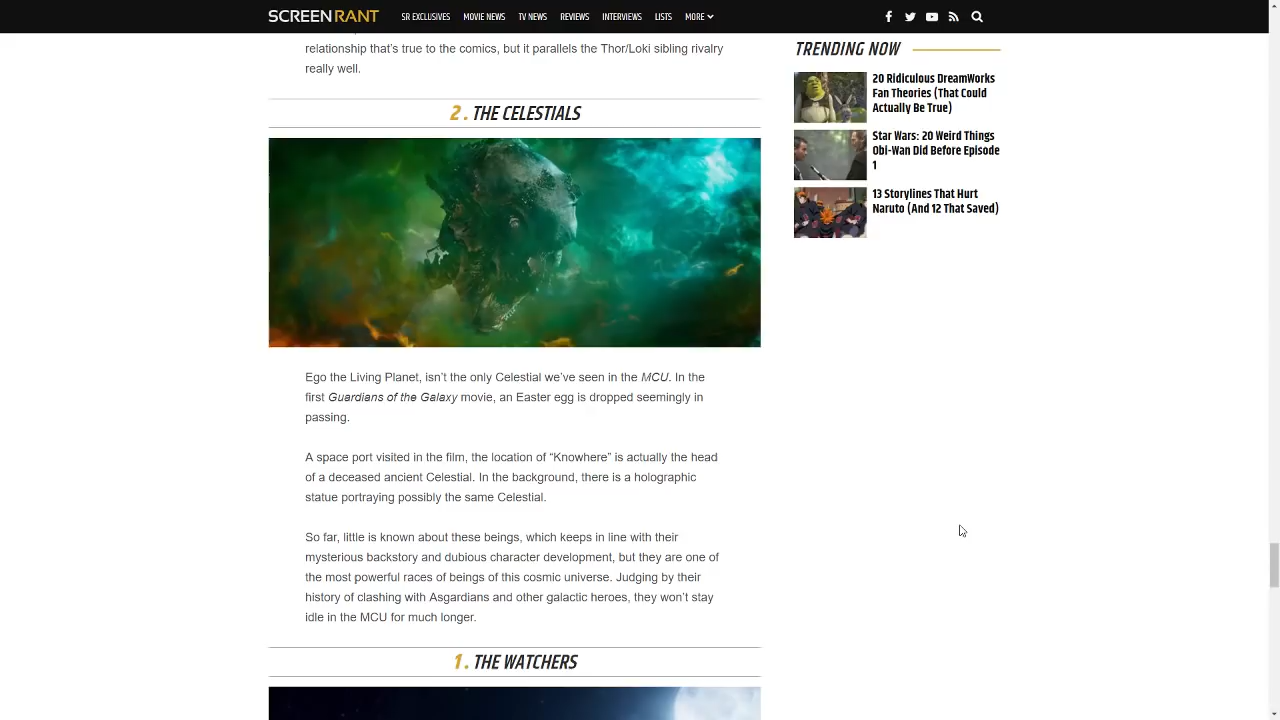 SCREENRANT
SR EXCLUSIVES MOVIE NEWS TV NEWS REVIEWS INTERVIEWS LISTS MORE
relationship that's true to the comics, but it parallels the Thor/Loki sibling rivalry
really well.
2. THE CELESTIALS
Ego the Living Planet, isn’t the only Celestial we’ve seen in the MCU. In the
first Guardians of the Galaxy movie, an Easter egg is dropped seemingly in
passing.
A space port visited in the film, the location of “Knowhere” is actually the head
of a deceased ancient Celestial. In the background, there is a holographic
statue portraying possibly the same Celestial.
So far, little is known about these beings, which keeps in line with their
mysterious backstory and dubious character development, but they are one of
the most powerful races of beings of this cosmic universe. Judging by their
history of clashing with Asgardians and other galactic heroes, they won’t stay
idle in the MCU for much longer.
1. THE WATCHERS
TRENDING NOW
20 Ridiculous DreamWorks
Fan Theories (That Could
Actually Be True)
Star Wars: 20 Weird Things
Obi-Wan Did Before Episode
1
13 Storylines That Hurt
Naruto (And 12 That Saved)